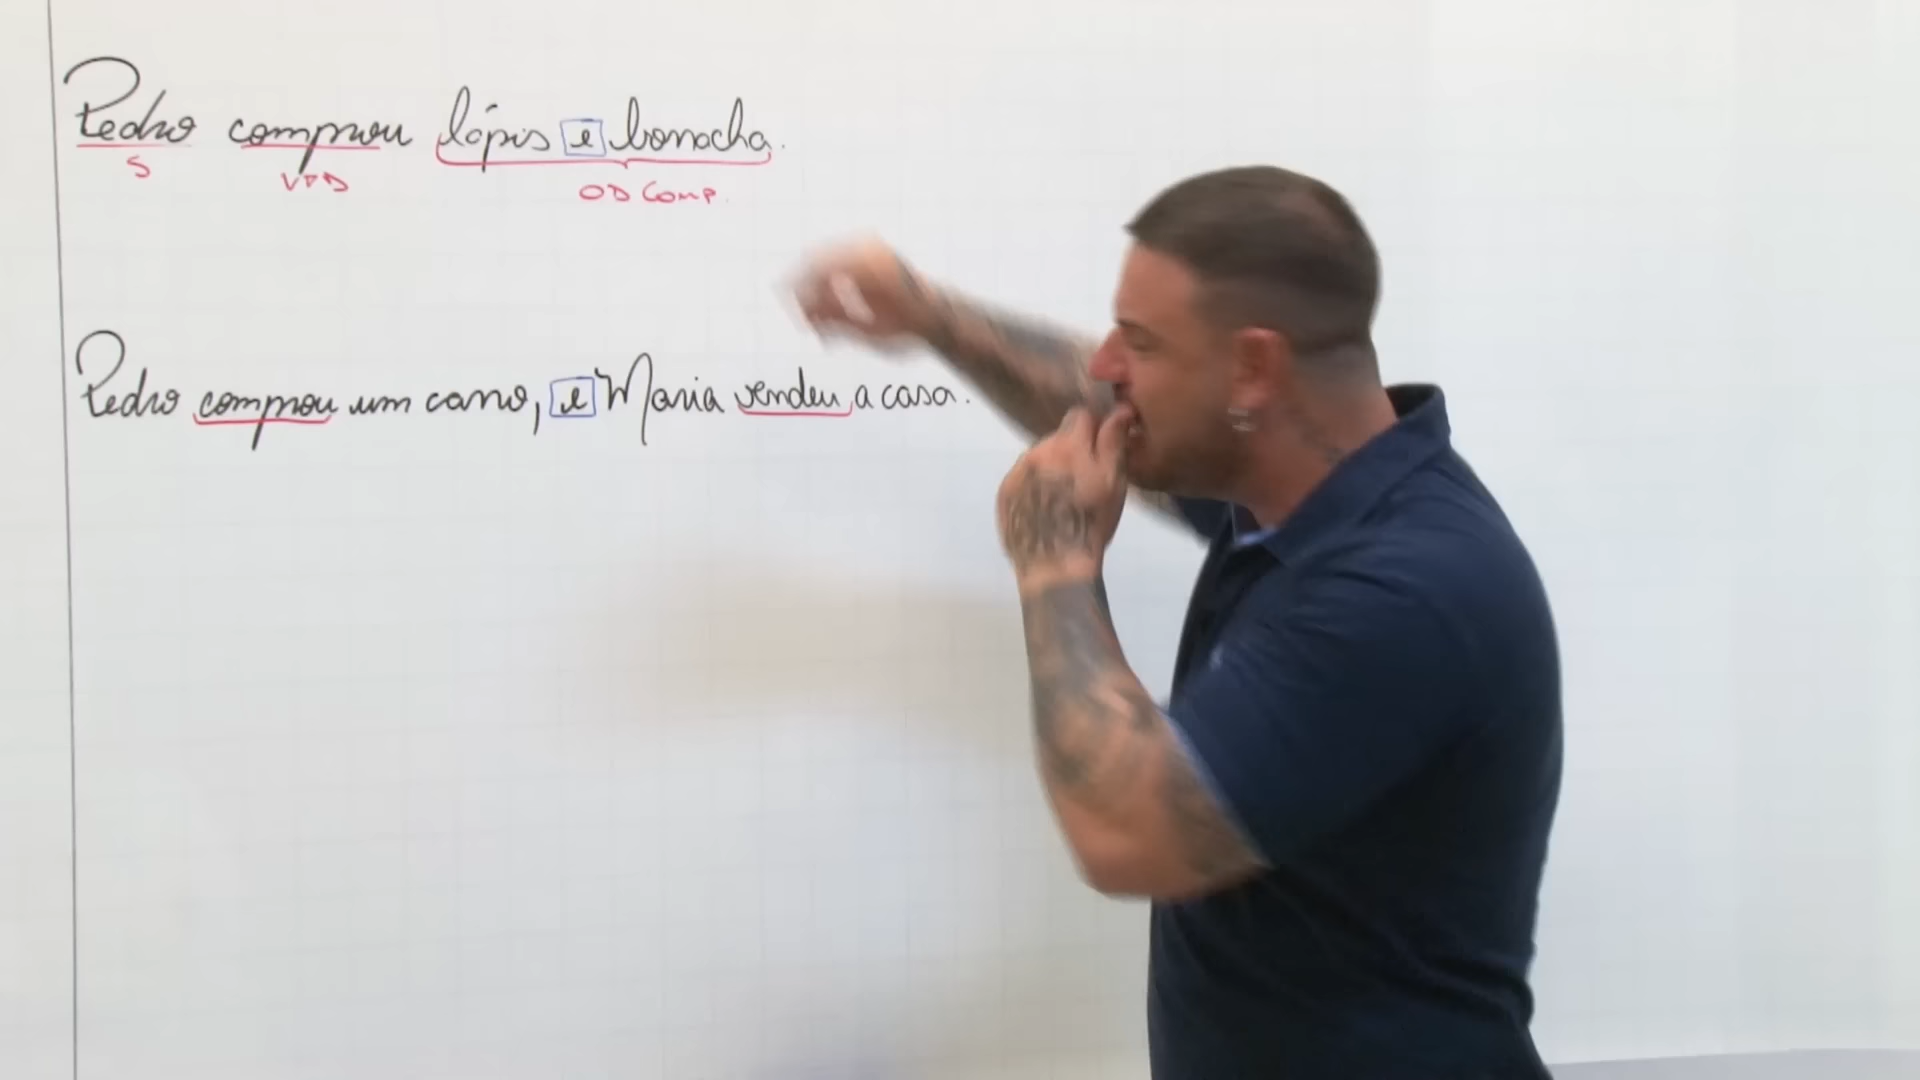 Pedro comprou lápis e borracha.
S VTD OD Comp.
Pedro comprou um carro, e Maria vendeu a casa.